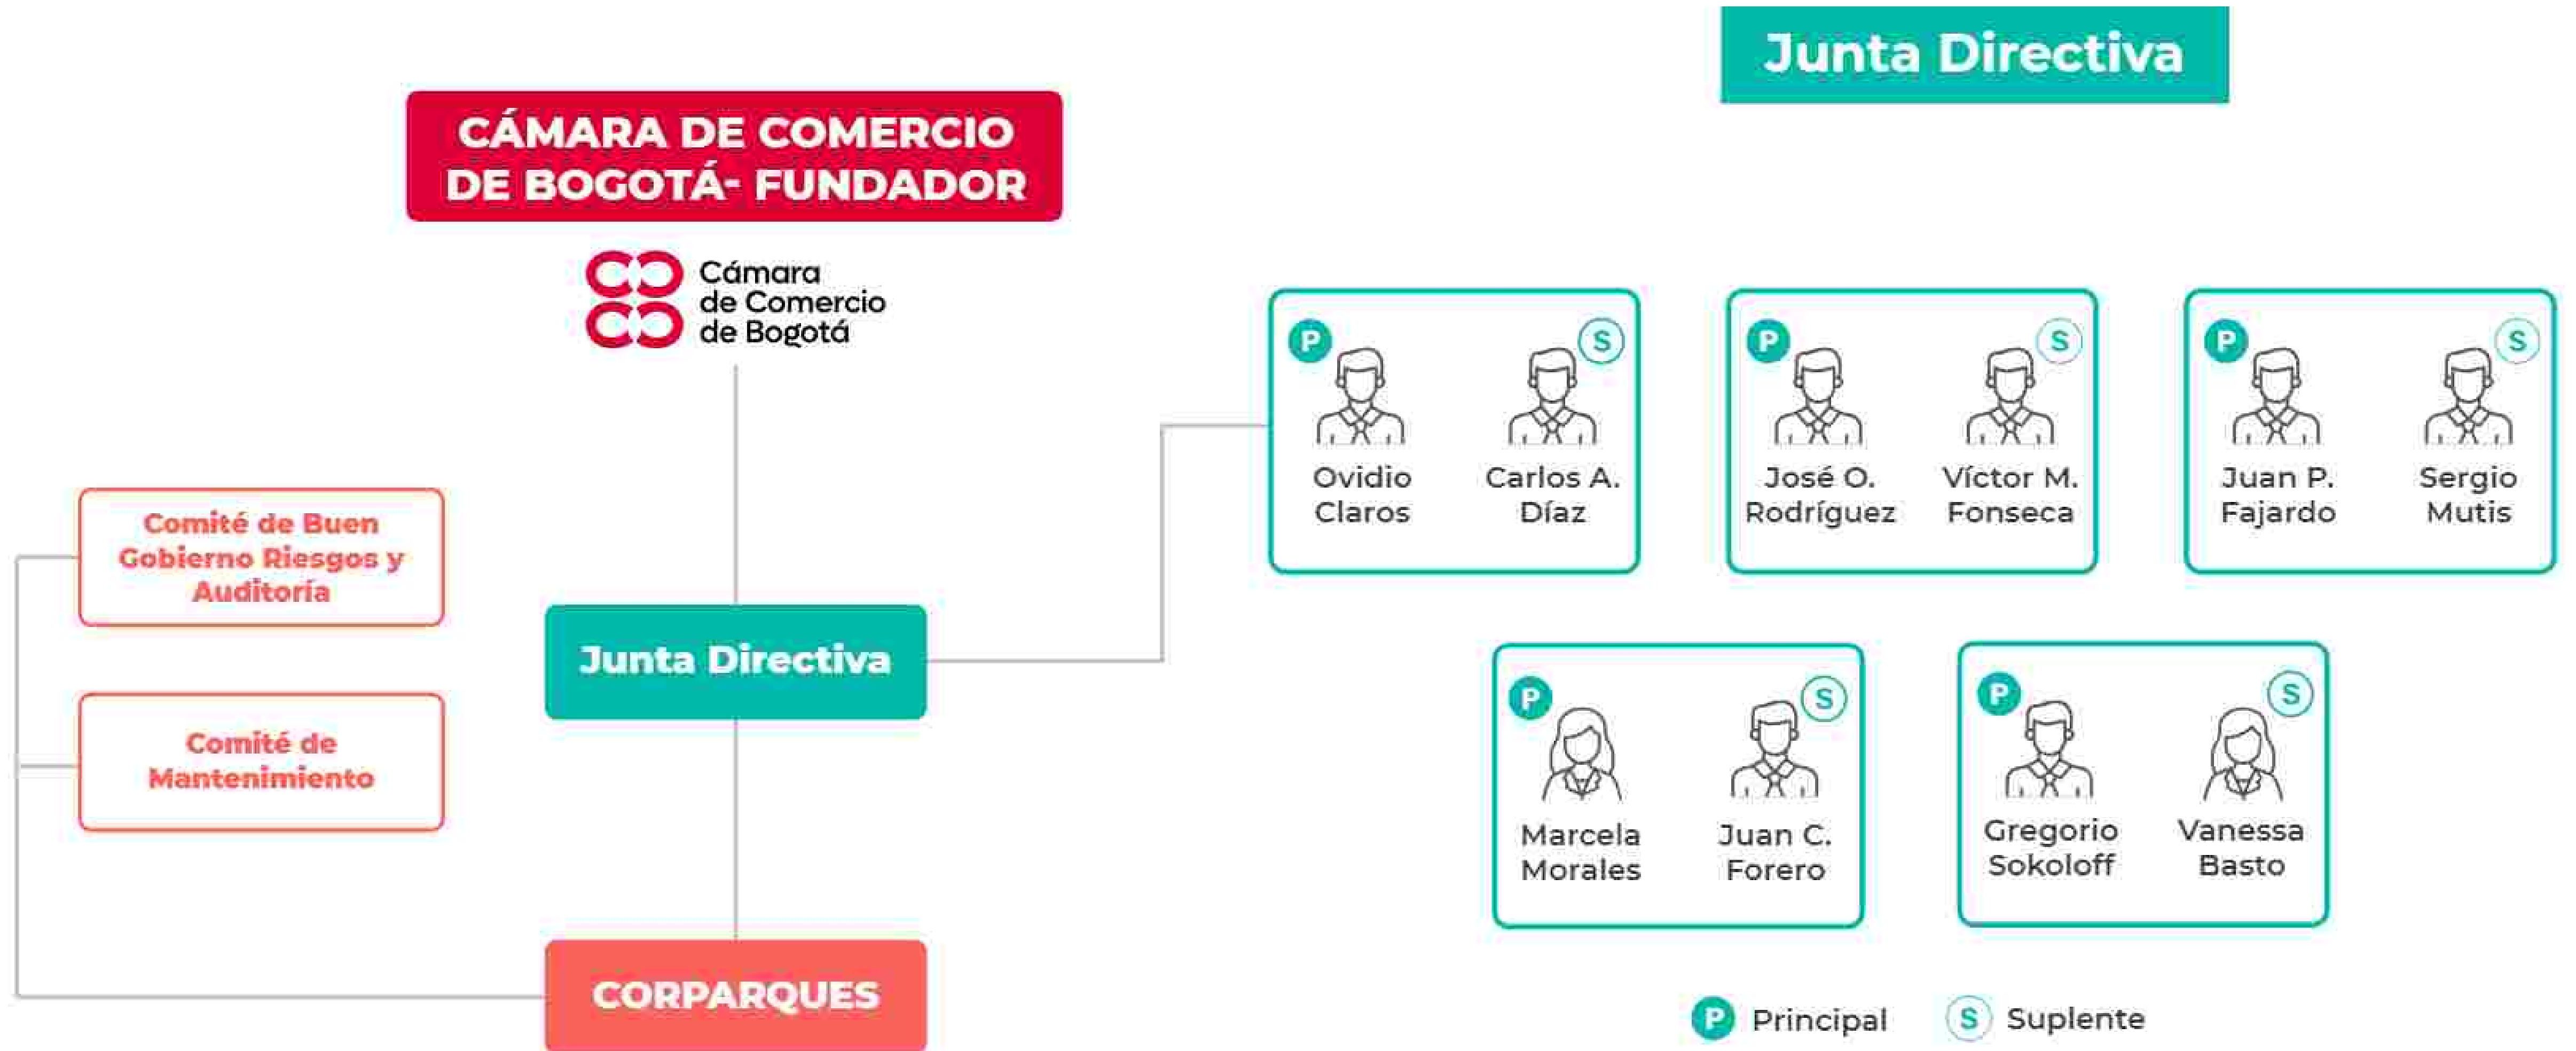 Junta Directiva
CÁMARA DE COMERCIO
DE BOGOTÁ- FUNDADOR
Cámara
de Comercio
de Bogotá
Comité de Buen
Gobierno Riesgos y
Auditoría
Comité de
Mantenimiento
Junta Directiva
CORPARQUES
P
S
Ovidio
Claros
Carlos A.
Díaz
P
S
José O.
Rodríguez
Víctor M.
Fonseca
P
S
Juan P.
Fajardo
Sergio
Mutis
P
S
Marcela
Morales
Juan C.
Forero
P
S
Gregorio
Sokoloff
Vanessa
Basto
P Principal
S Suplente